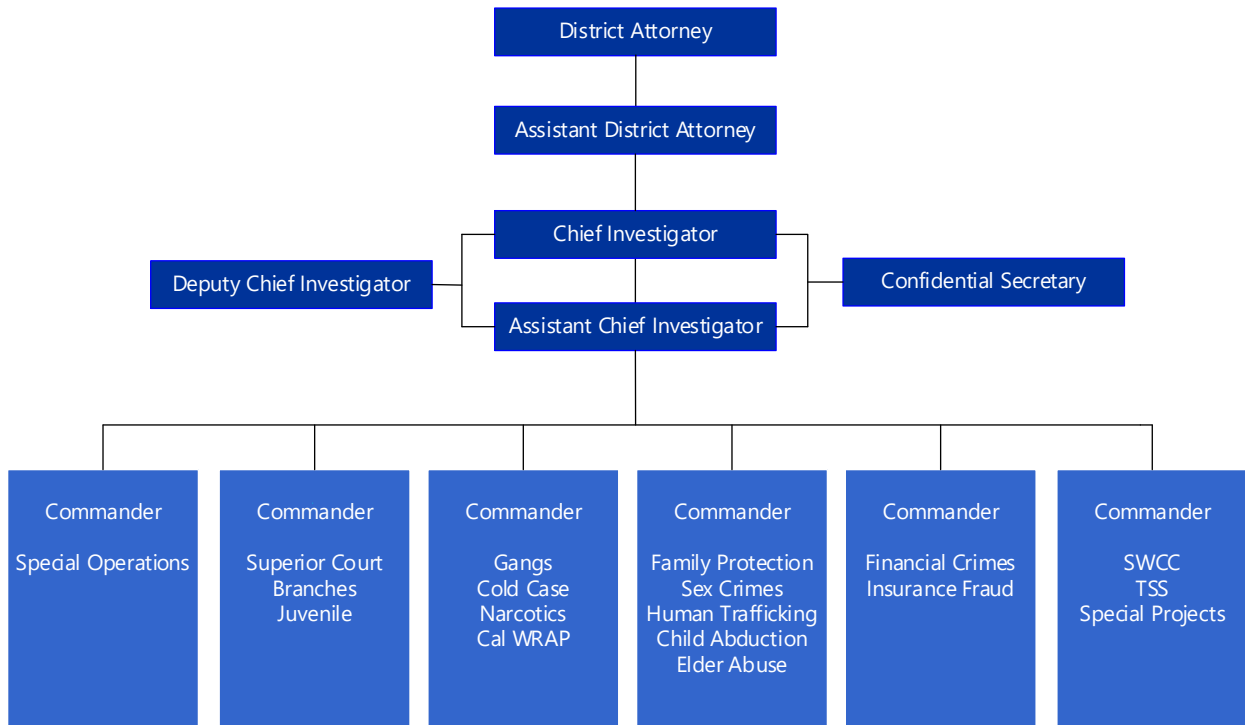 District Attorney
Assistant District Attorney
Chief Investigator
Deputy Chief Investigator
Confidential Secretary
Assistant Chief Investigator
Commander
Special Operations
Commander
Superior Court
Branches
Juvenile
Commander
Gangs
Cold Case
Narcotics
Cal WRAP
Commander
Family Protection
Sex Crimes
Human Trafficking
Child Abduction
Elder Abuse
Commander
Financial Crimes
Insurance Fraud
Commander
SWCC
TSS
Special Projects